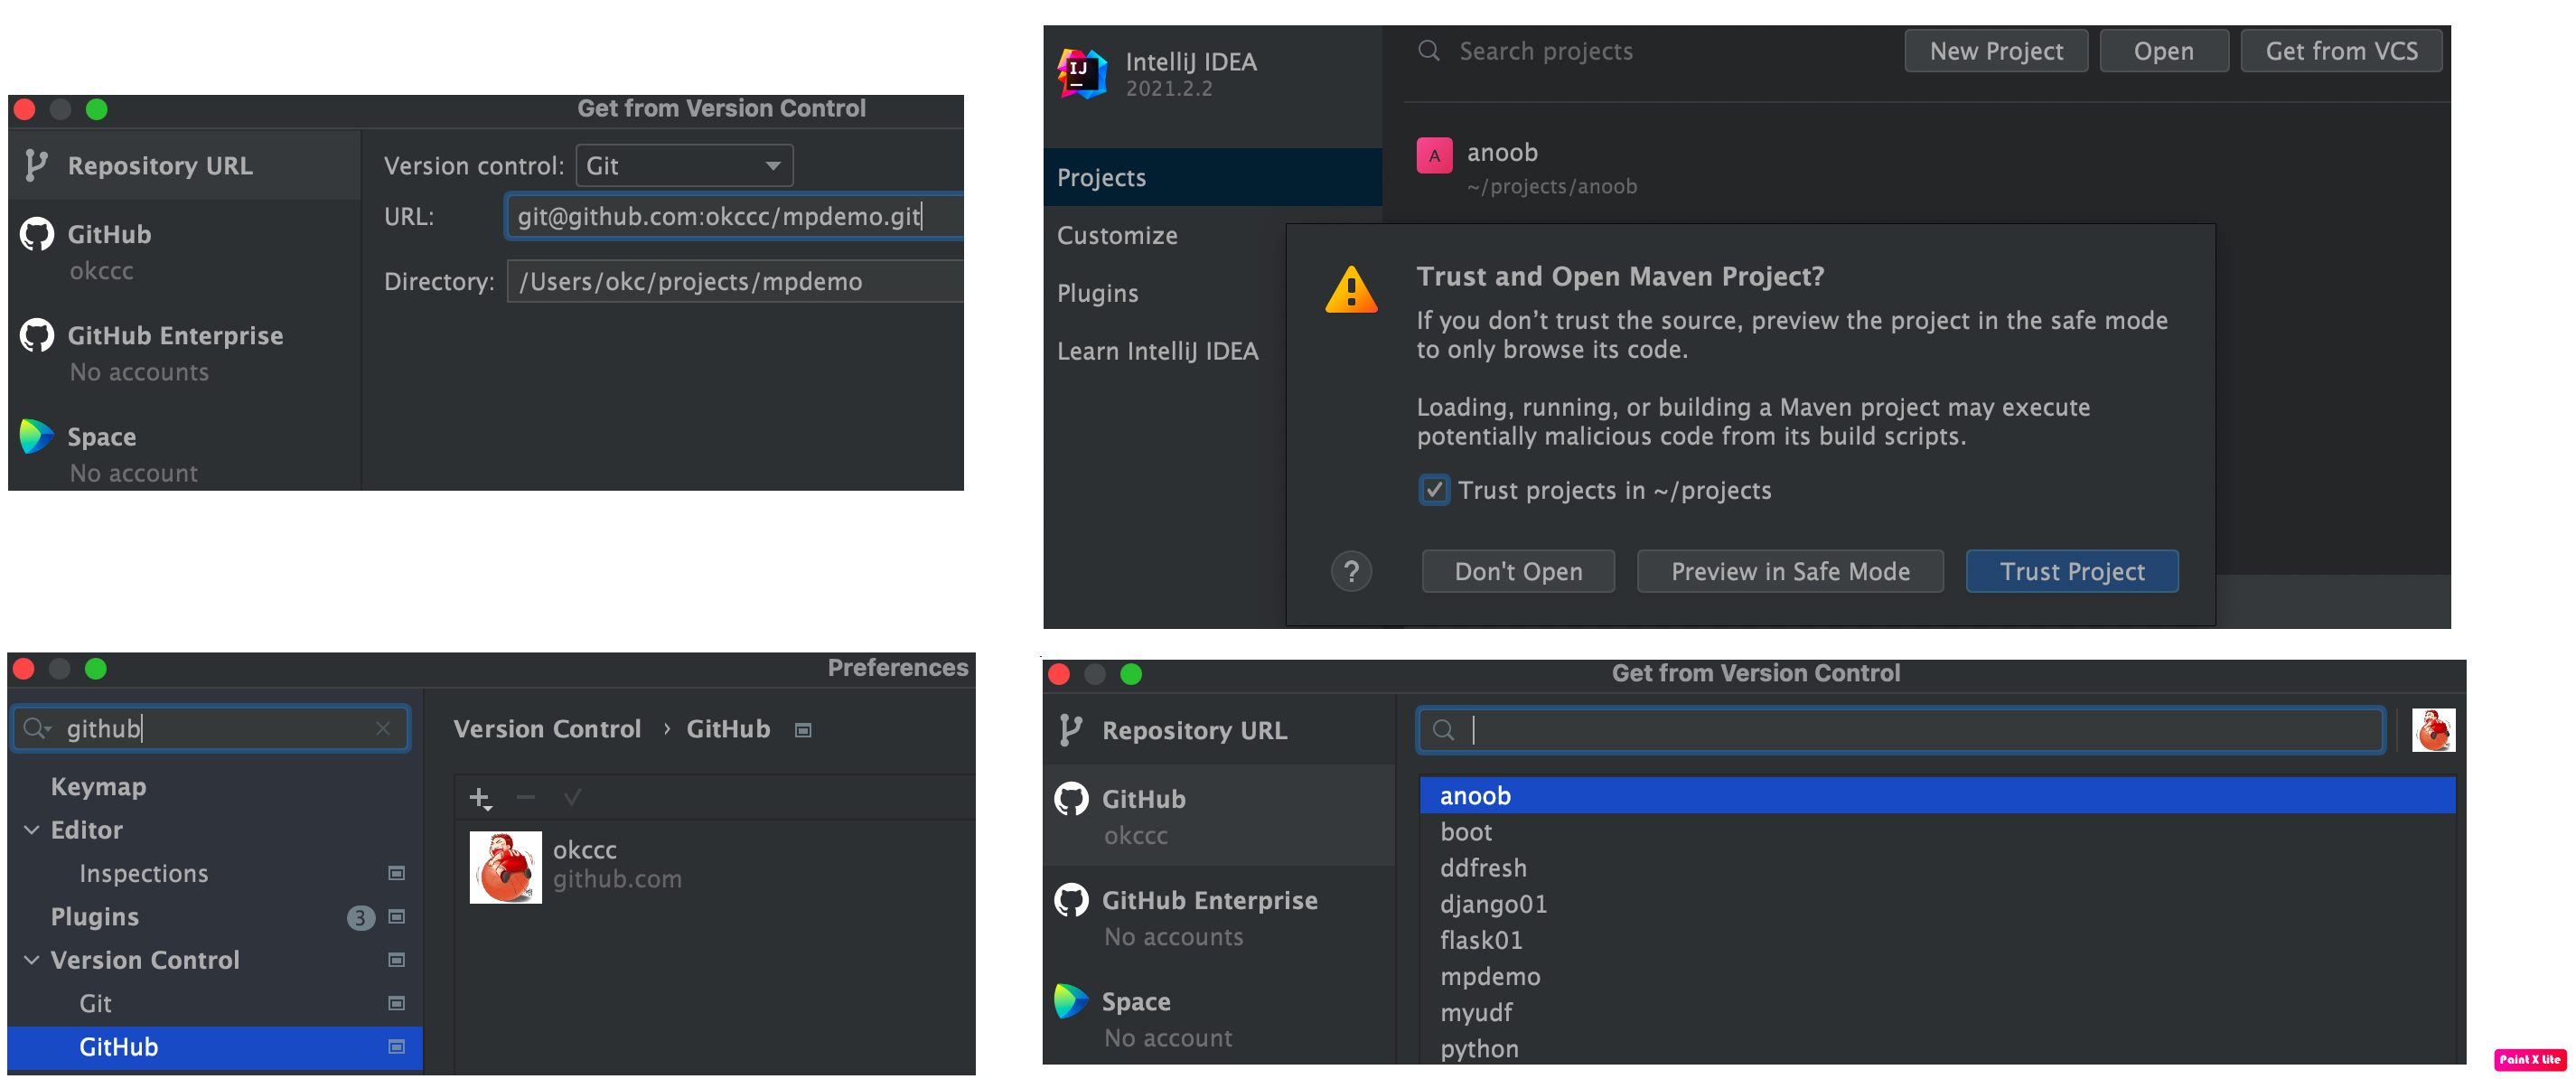 Get from Version Control
Repository URL
Version control: Git
URL: git@github.com:okccc/mpdemo.git
GitHub
okccc
Directory: /Users/okc/projects/mpdemo
GitHub Enterprise
No accounts
Space
No account
IJ
IntelliJ IDEA
2021.2.2
Search projects
New Project
Open
Get from VCS
Projects
Customize
Plugins
Learn IntelliJ IDEA
A
anoob
~/projects/anoob
Trust and Open Maven Project?
If you don’t trust the source, preview the project in the safe mode
to only browse its code.
Loading, running, or building a Maven project may execute
potentially malicious code from its build scripts.
Trust projects in ~/projects
?
Don't Open
Preview in Safe Mode
Trust Project
Preferences
github
Keymap
Editor
Inspections
Plugins 3
Version Control
Git
GitHub
Version Control › GitHub
okccc
github.com
Get from Version Control
Repository URL
GitHub
okccc
GitHub Enterprise
No accounts
Space
No account
anoob
boot
ddfresh
django01
flask01
mpdemo
myudf
python
Paint X Lite